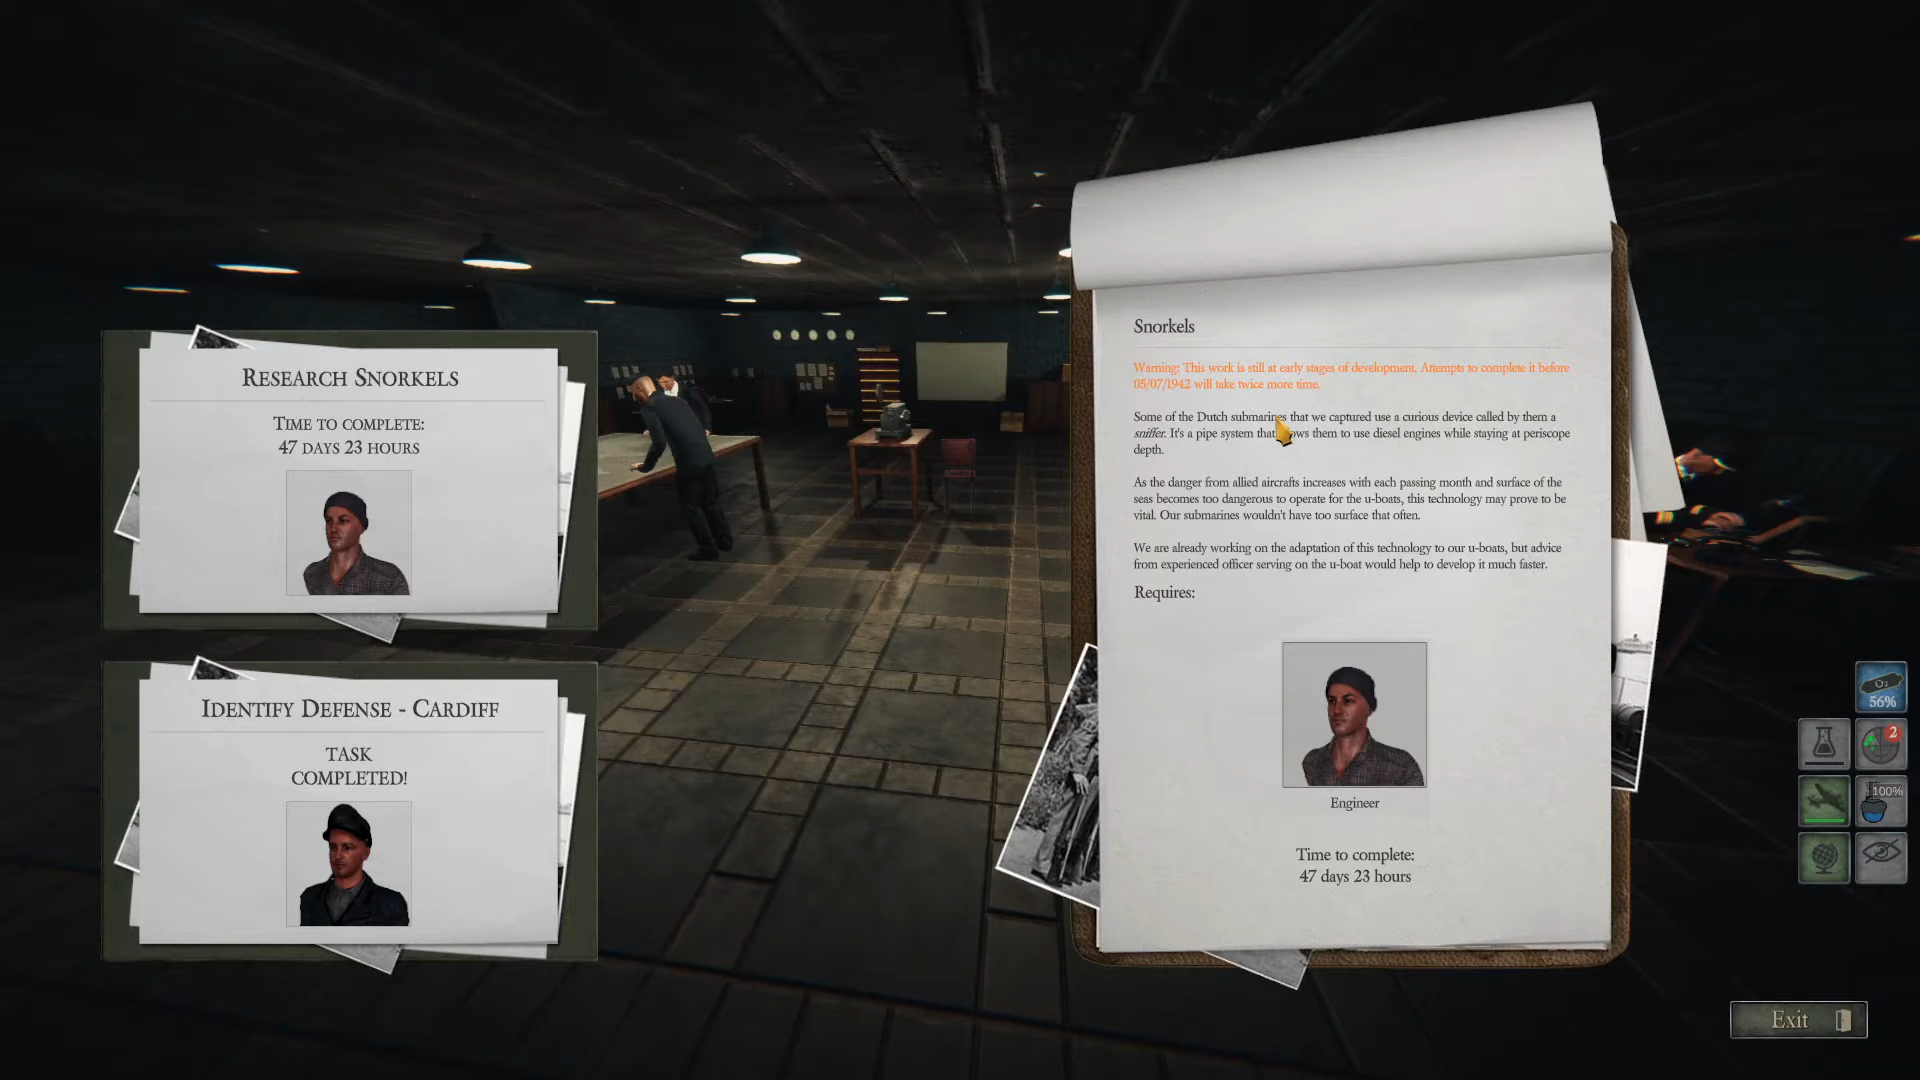 RESEARCH SNORKELS
TIME TO COMPLETE:
47 DAYS 23 HOURS
IDENTIFY DEFENSE - CARDIFF
TASK
COMPLETED!
Snorkels
Warning: This work is still at early stages of development. Attempts to complete it before
05/07/1942 will take twice more time.
Some of the Dutch submarines that we captured use a curious device called by them a
sniffer. It's a pipe system that ows them to use diesel engines while staying at periscope
depth.
As the danger from allied aircrafts increases with each passing month and surface of the
seas becomes too dangerous to operate for the u-boats, this technology may prove to be
vital. Our submarines wouldn't have too surface that often.
We are already working on the adaptation of this technology to our u-boats, but advice
from experienced officer serving on the u-boat would help to develop it much faster.
Requires:
Engineer
Time to complete:
47 days 23 hours
O2
56%
2
100%
Exit